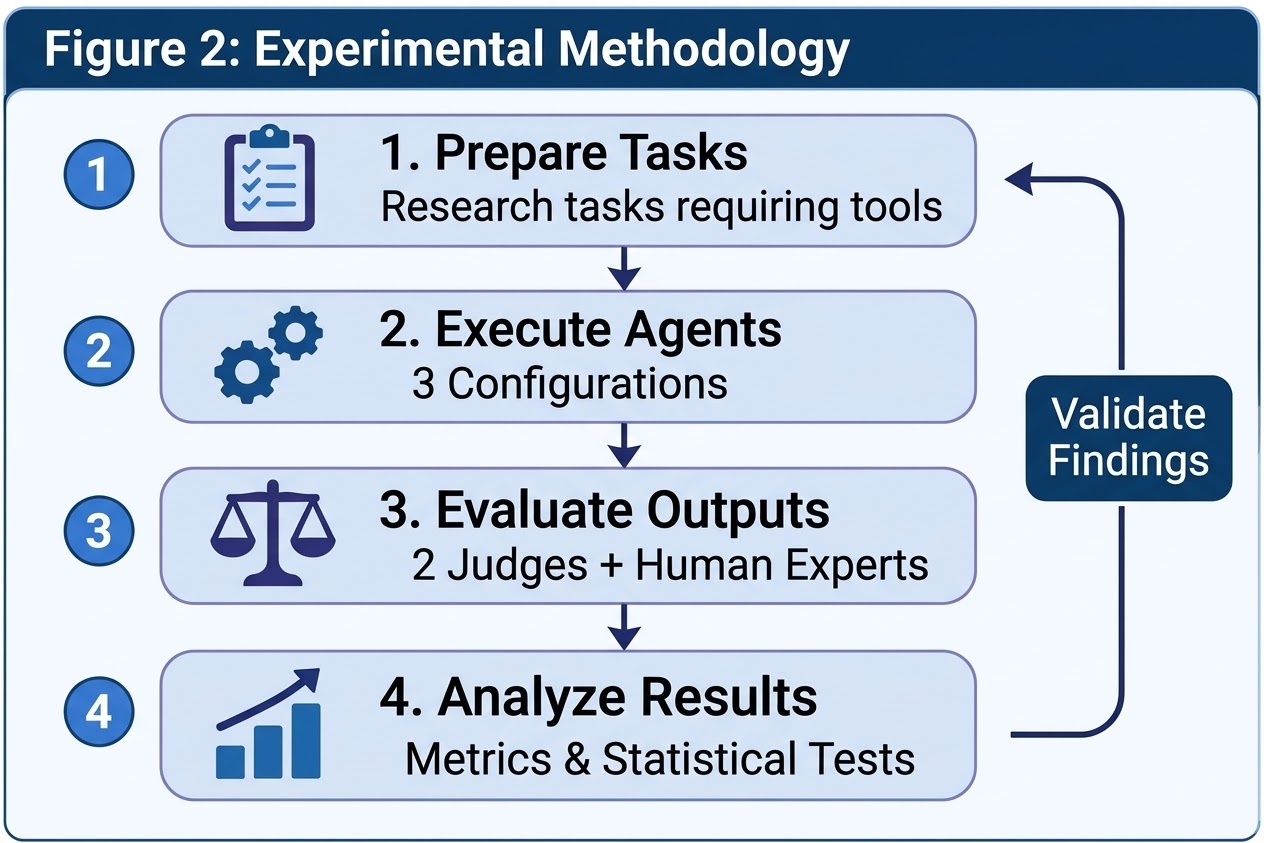 Figure 2: Experimental Methodology
1
1. Prepare Tasks
Research tasks requiring tools
2
2. Execute Agents
3 Configurations
3
3. Evaluate Outputs
2 Judges + Human Experts
4
4. Analyze Results
Metrics & Statistical Tests
Validate
Findings